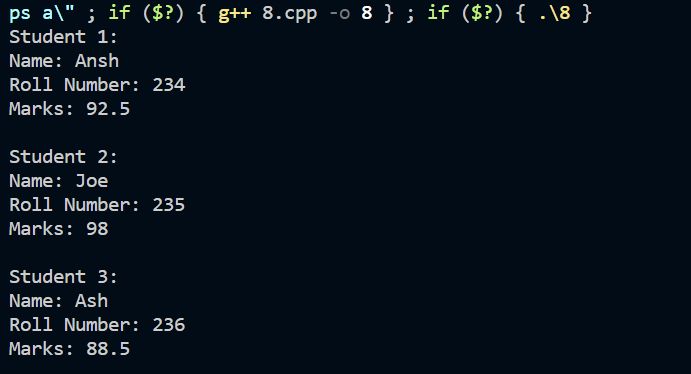 ps a\" ; if ($?) { g++ 8.cpp -o 8 } ; if ($?) { .\8 }
Student 1:
Name: Ansh
Roll Number: 234
Marks: 92.5
Student 2:
Name: Joe
Roll Number: 235
Marks: 98
Student 3:
Name: Ash
Roll Number: 236
Marks: 88.5